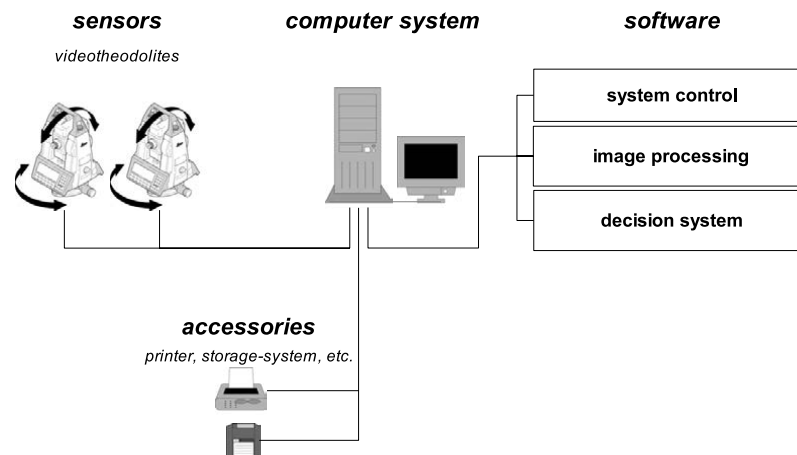 sensors
computer system
software
videotheodolites
system control
image processing
decision system
accessories
printer, storage-system, etc.